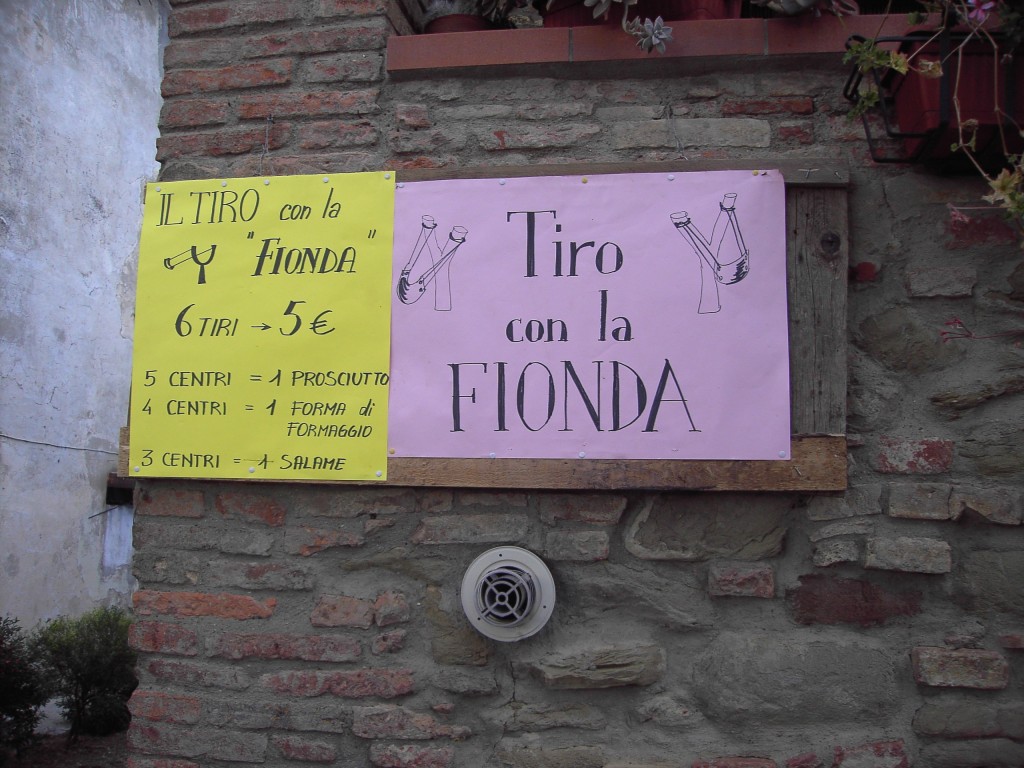 IL TIRO con la
"FIONDA"
6 TIRI → 5 €
5 CENTRI = 1 PROSCIUTTO
4 CENTRI = 1 FORMA di
FORMAGGIO
3 CENTRI = 1 SALAME
Tiro
con la
FIONDA